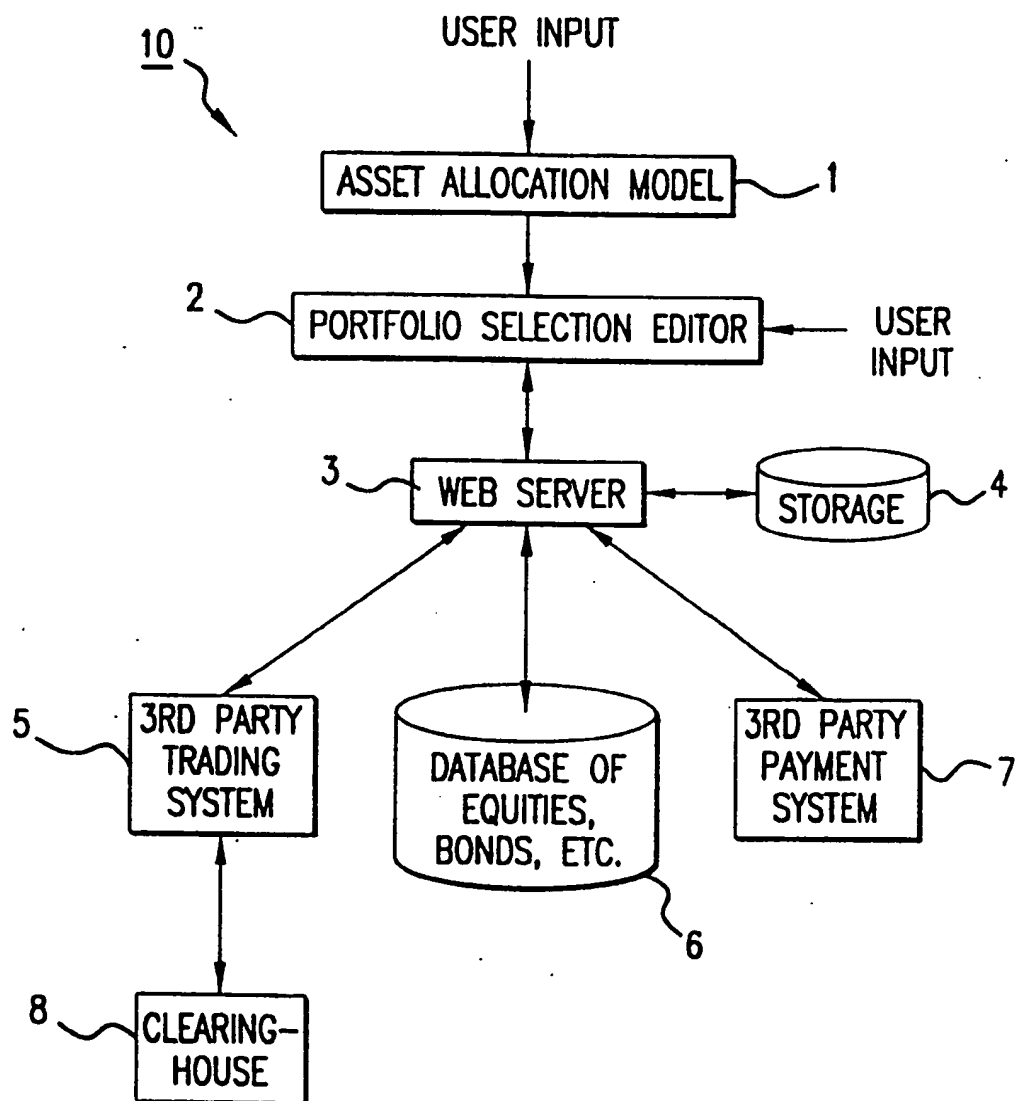 10
USER INPUT
ASSET ALLOCATION MODEL
1
2
PORTFOLIO SELECTION EDITOR
USER
INPUT
3
WEB SERVER
STORAGE
4
5
3RD PARTY
TRADING
SYSTEM
DATABASE OF
EQUITIES,
BONDS, ETC.
6
3RD PARTY
PAYMENT
SYSTEM
7
8
CLEARING-
HOUSE